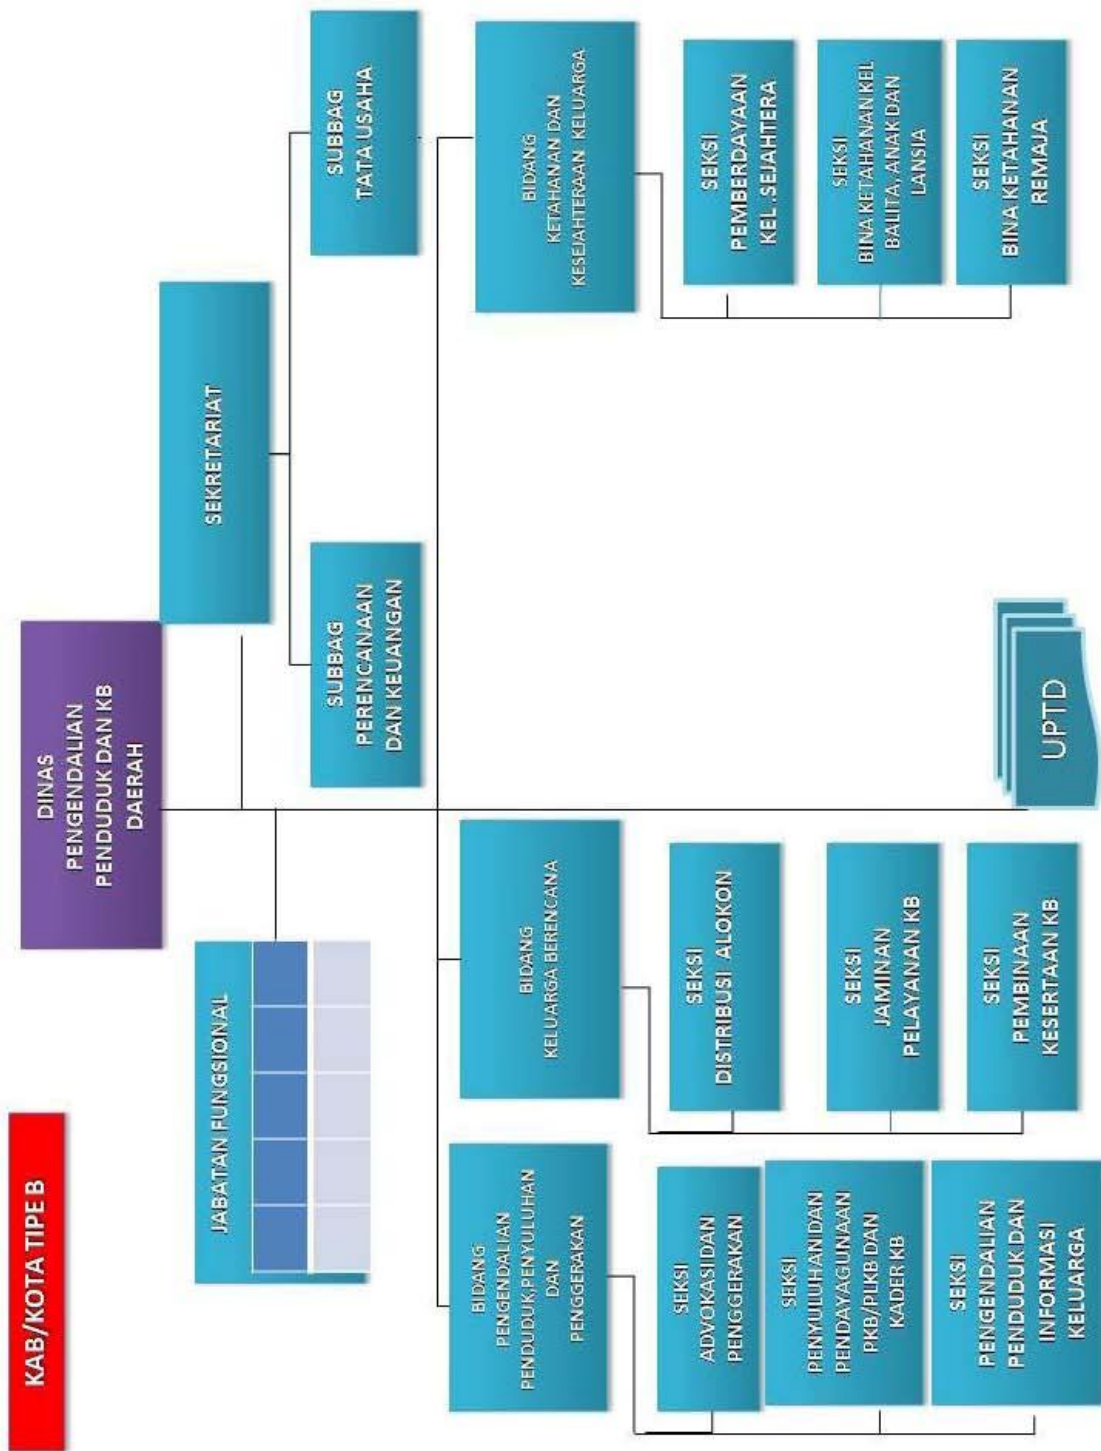 KAB/KOTA TIPE B
DINAS
PENGENDALIAN
PENDUDUK DAN KB
DAERAH
SEKRETARIAT
JABATAN FUNGSIONAL
SUBBAG
PERENCANAAN
DAN KEUANGAN
SUBBAG
TATA USAHA
BIDANG
PENGENDALIAN
PENDUDUK,PENYULUHAN
DAN
PENGGERAKAN
BIDANG
KELUARGA BERENCANA
BIDANG
KETAHANAN DAN
KESEJAHTERAAN KELUARGA
SEKSI
ADVOKASI DAN
PENGGERAKAN
SEKSI
PENYULUHANIDAN
PENDAYAGUNAAN
PKB/PLKB DAN
KADER KB
SEKSI
PENGENDALIAN
PENDUDUK DAN
INFORMASI
KELUARGA
SEKSI
DISTRIBUSI ALOKON
SEKSI
JAMINAN
PELAYANAN KB
SEKSI
PEMBINAAN
KESERTAAN KB
SEKSI
PEMBERDAYAAN
KEL .SEJAHTERA
SEKSI
BINA KETAHANAN KEL
BALITA, ANAK DAN
LANSIA
SEKSI
BINA KETAHANAN
REMAJA
UPTD